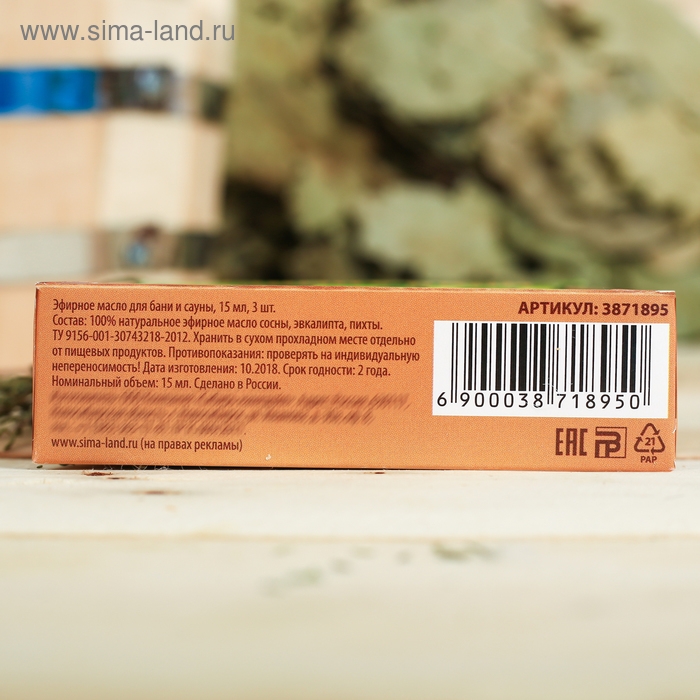 www.sima-land.ru
Эфирное масло для бани и сауны, 15 мл, 3 шт.
Состав: 100% натуральное эфирное масло сосны, эвкалипта, пихты.
ТУ 9156-001-30743218-2012. Хранить в сухом прохладном месте отдельно
от пищевых продуктов. Противопоказания: проверять на индивидуальную
непереносимость! Дата изготовления: 10.2018. Срок годности: 2 года.
Номинальный объем: 15 мл. Сделано в России.
www.sima-land.ru (на правах рекламы)
АРТИКУЛ: 3871895
6 900038 718950
EAC
21
PAP